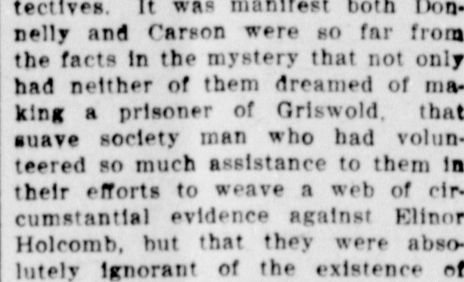 tectives. It was manifest both Don-
nelly and Carson were so far from
the facts in the mystery that not only
had neither of them dreamed of ma-
king a prisoner of Griswold, that
suave society man who had volun-
teered so much assistance to them in
their efforts to weave a web of cir-
cumstantial evidence against Elinor
Holcomb, but that they were abso-
lutely ignorant of the existence of